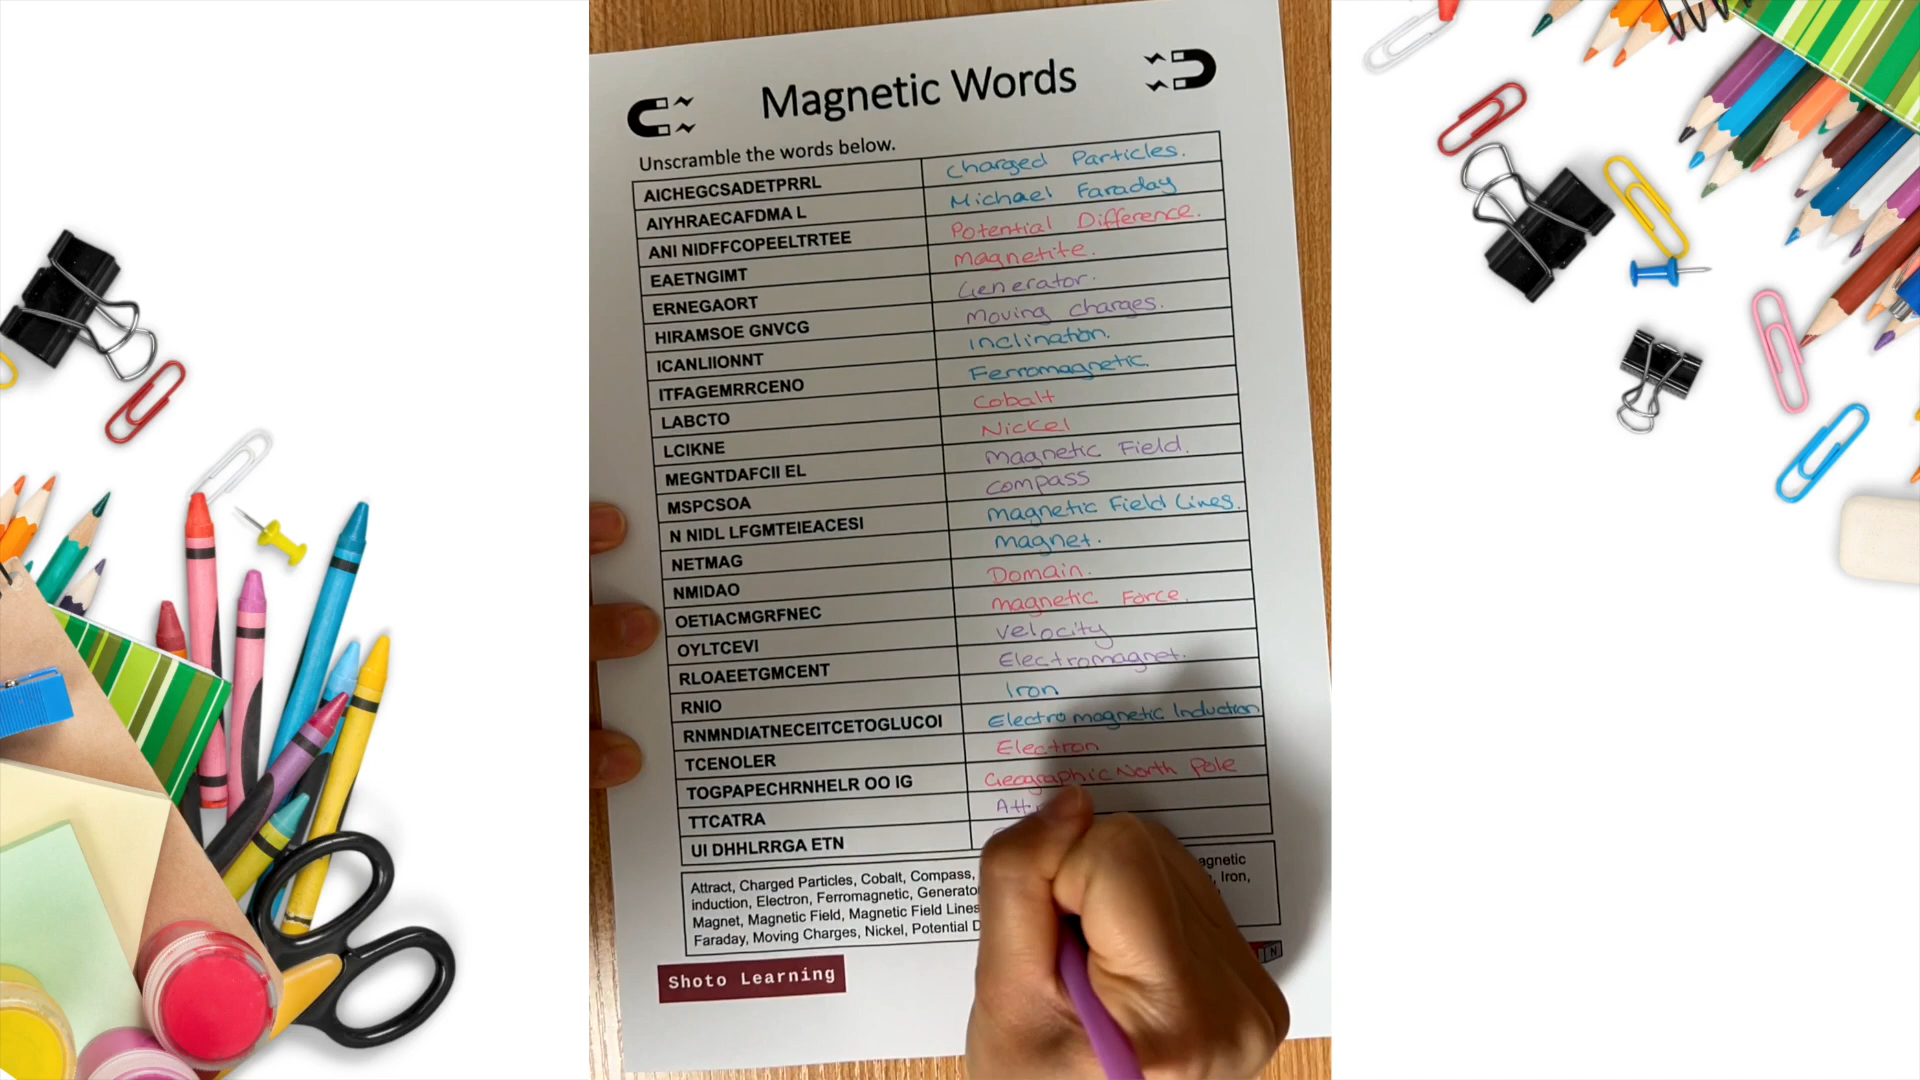 Magnetic Words
Unscramble the words below.
AICHEGCSADETPRRL Charged Particles.
AIYHRAECAFDMA L Michael Faraday
ANI NIDFFCOPEELTRTEE Potential Difference.
EAETNGIMT Magnetite.
ERNEGAORT Generator.
HIRAMSOE GNVCG Moving charges.
ICANLIIONNT Inclination.
ITFAGEMRRCENO Ferromagnetic.
LABCTO Cobalt
LCIKNE Nickel
MEGNTDAFCII EL Magnetic Field.
MSPCSOA Compass
N NIDL LFGMTEIEACESI Magnetic Field Lines.
NETMAG Magnet.
NMIDAO Domain.
OETIACMGRFNEC Magnetic Force.
OYLTCEVI Velocity
RLOAEETGMCENT Electromagnet.
RNIO Iron
RNMNDIATNECEITCETOGLUCOI Electromagnetic Induction
TCENOLER Electron
TOGPAPECHRNHELR OO IG Geographic North Pole
TTCATRA
UI DHHLRRGA ETN
Attract, Charged Particles, Cobalt, Compass, agnetic
induction, Electron, Ferromagnetic, Iron,
Magnet, Magnetic Field, Magnetic Field Lines
Faraday, Moving Charges, Nickel, Potential
Shoto Learning
N